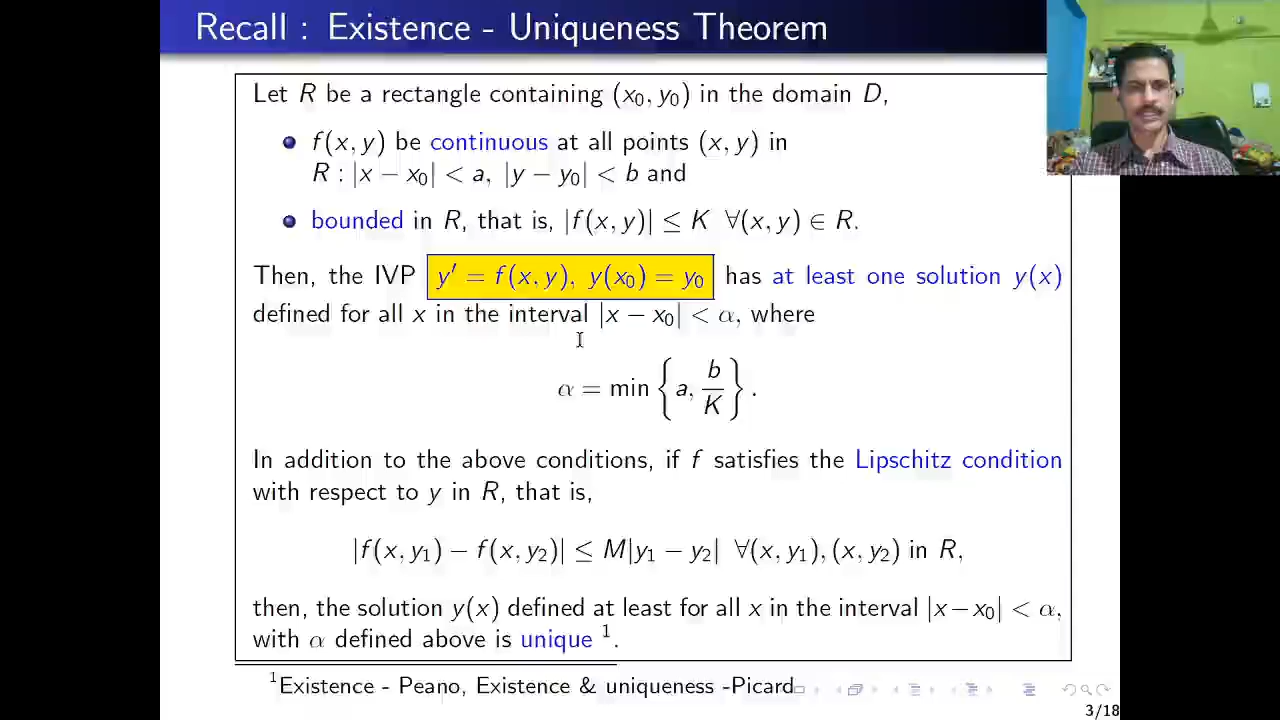 Recall : Existence - Uniqueness Theorem
Let R be a rectangle containing (x₀, y₀) in the domain D,
f(x, y) be continuous at all points (x, y) in
R : |x − x₀| < a, |y − y₀| < b and
bounded in R, that is, |f(x, y)| ≤ K ∀(x, y) ∈ R.
Then, the IVP y′ = f(x, y), y(x₀) = y₀ has at least one solution y(x)
defined for all x in the interval |x − x₀| < α, where
α = min { a, b/K } .
In addition to the above conditions, if f satisfies the Lipschitz condition
with respect to y in R, that is,
|f(x, y₁) − f(x, y₂)| ≤ M|y₁ − y₂| ∀(x, y₁), (x, y₂) in R,
then, the solution y(x) defined at least for all x in the interval |x−x₀| < α,
with α defined above is unique ¹.
¹Existence - Peano, Existence & uniqueness -Picard
3/18